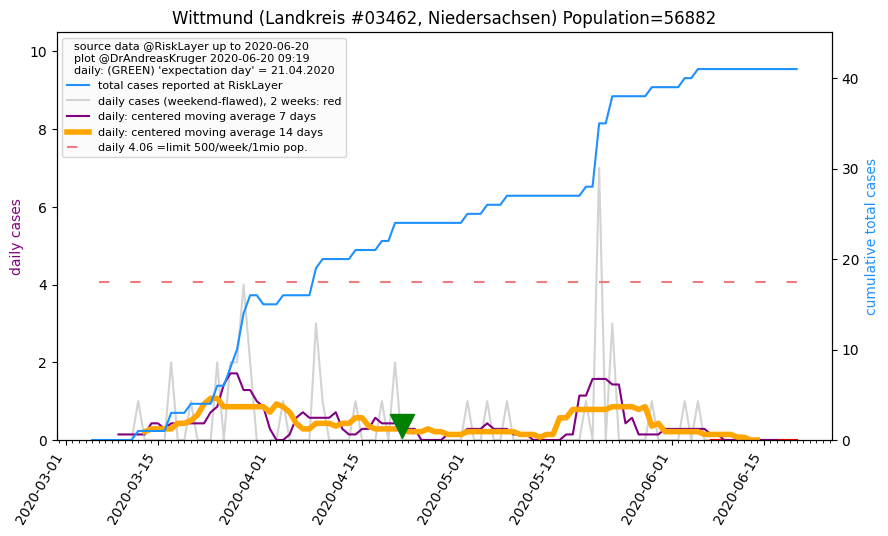 Wittmund (Landkreis #03462, Niedersachsen) Population=56882
source data @RiskLayer up to 2020-06-20
plot @DrAndreasKruger 2020-06-20 09:19
daily: (GREEN) 'expectation day' = 21.04.2020
total cases reported at RiskLayer
daily cases (weekend-flawed), 2 weeks: red
daily: centered moving average 7 days
daily: centered moving average 14 days
daily 4.06 =limit 500/week/1mio pop.
daily cases
10
8
6
4
2
0
cumulative total cases
40
30
20
10
0
2020-03-01
2020-03-15
2020-04-01
2020-04-15
2020-05-01
2020-05-15
2020-06-01
2020-06-15